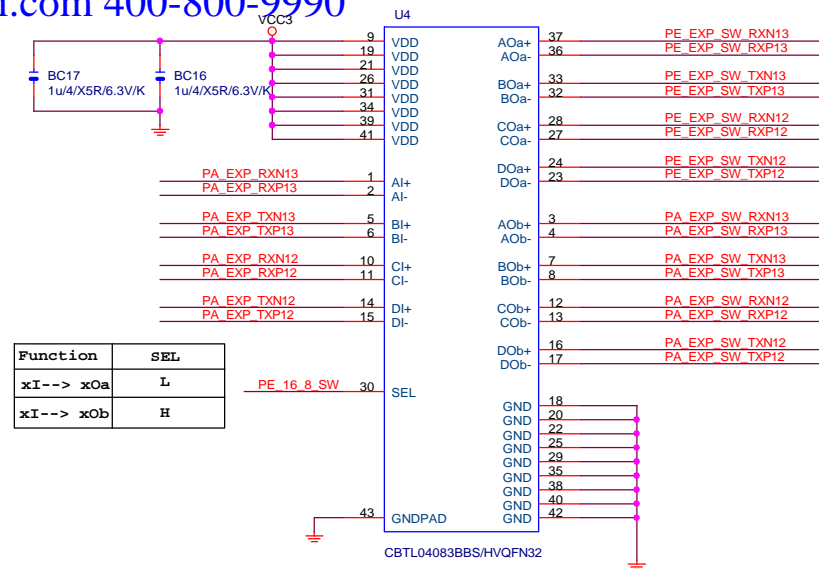 i.com 400-800-9990
VCC3
U4
BC17
1u/4/X5R/6.3V/K
BC16
1u/4/X5R/6.3V/K
9 VDD
19 VDD
21 VDD
26 VDD
31 VDD
34 VDD
39 VDD
41 VDD
PA_EXP_RXN13 1 AI+
PA_EXP_RXP13 2 AI-
PA_EXP_TXN13 5 BI+
PA_EXP_TXP13 6 BI-
PA_EXP_RXN12 10 CI+
PA_EXP_RXP12 11 CI-
PA_EXP_TXN12 14 DI+
PA_EXP_TXP12 15 DI-
PE_16_8_SW 30 SEL
43 GNDPAD
AOa+ 37 PE_EXP_SW_RXN13
AOa- 36 PE_EXP_SW_RXP13
BOa+ 33 PE_EXP_SW_TXN13
BOa- 32 PE_EXP_SW_TXP13
COa+ 28 PE_EXP_SW_RXN12
COa- 27 PE_EXP_SW_RXP12
DOa+ 24 PE_EXP_SW_TXN12
DOa- 23 PE_EXP_SW_TXP12
AOb+ 3 PA_EXP_SW_RXN13
AOb- 4 PA_EXP_SW_RXP13
BOb+ 7 PA_EXP_SW_TXN13
BOb- 8 PA_EXP_SW_TXP13
COb+ 12 PA_EXP_SW_RXN12
COb- 13 PA_EXP_SW_RXP12
DOb+ 16 PA_EXP_SW_TXN12
DOb- 17 PA_EXP_SW_TXP12
GND 18
GND 20
GND 22
GND 25
GND 29
GND 35
GND 38
GND 40
GND 42
CBTL04083BBS/HVQFN32
Function SEL
xI--> xOa L
xI--> xOb H